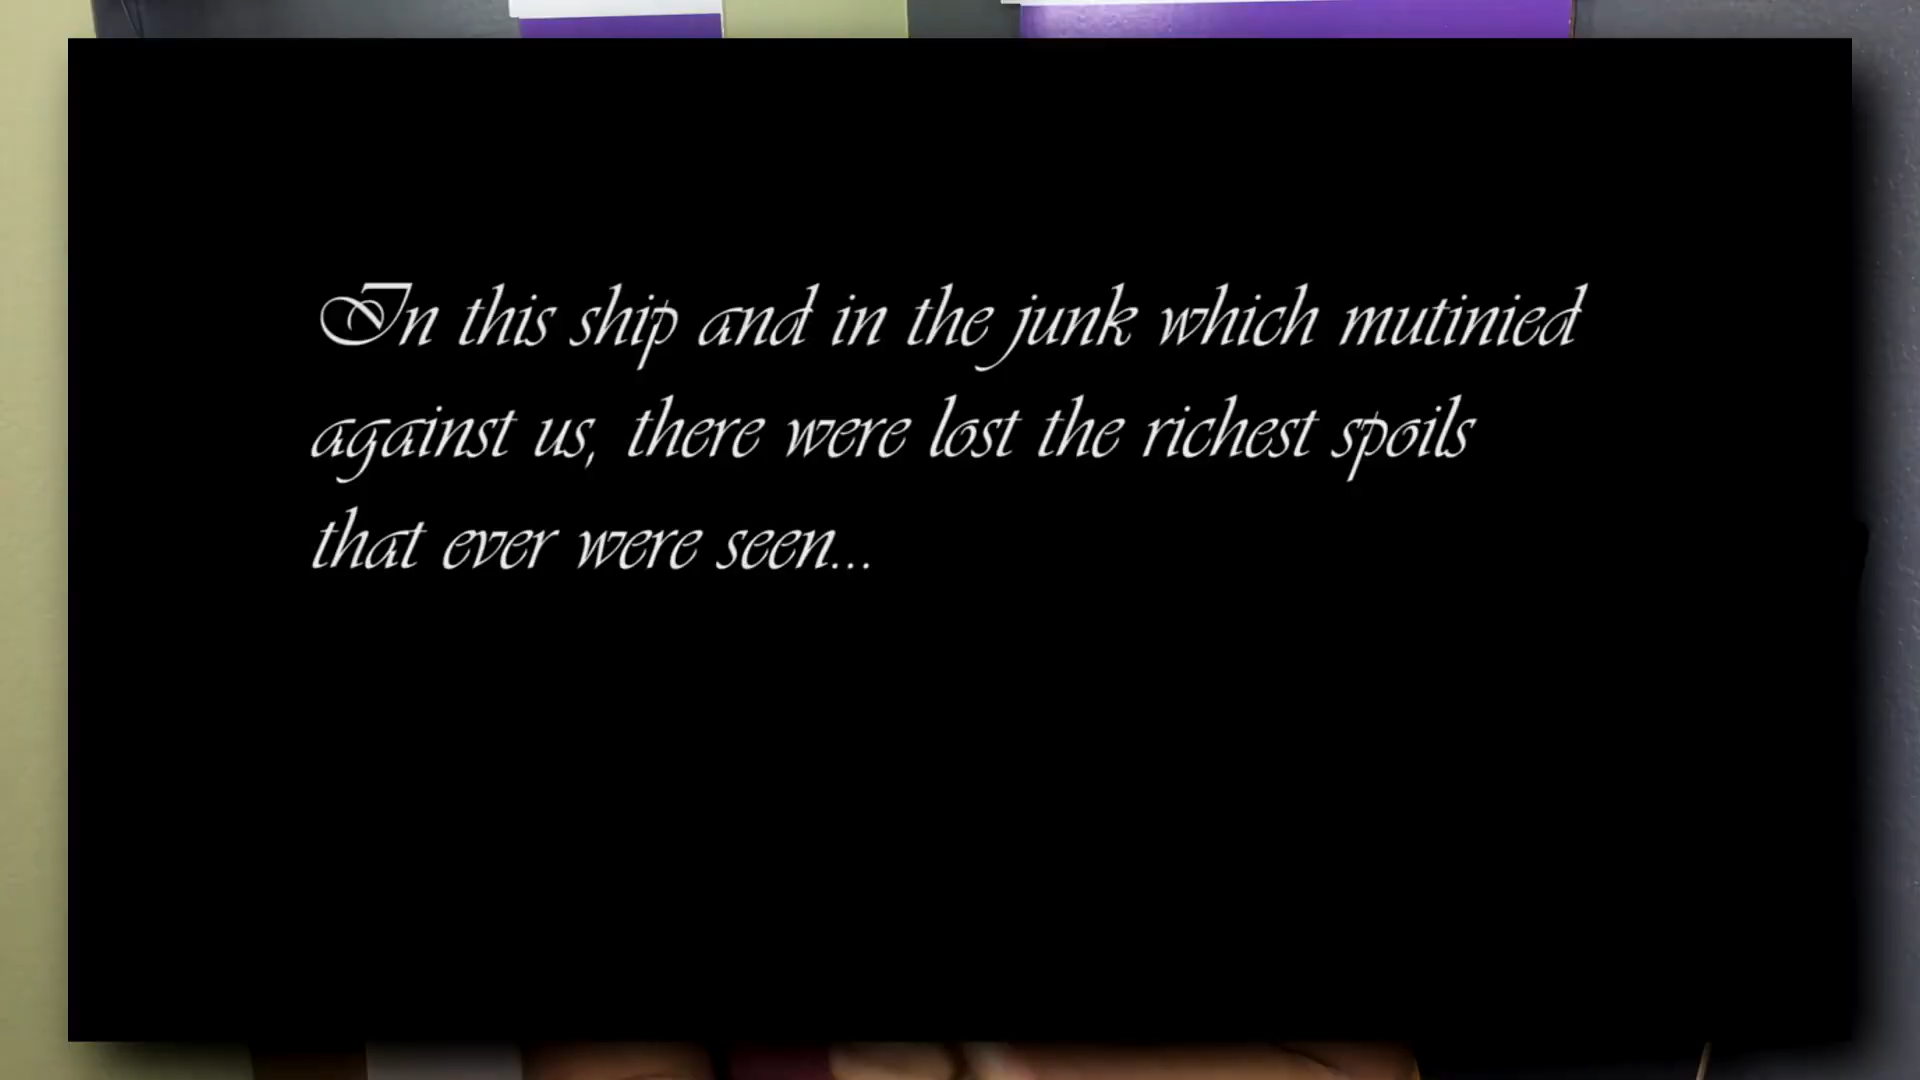 In this ship and in the junk which mutinied
against us, there were lost the richest spoils
that ever were seen...